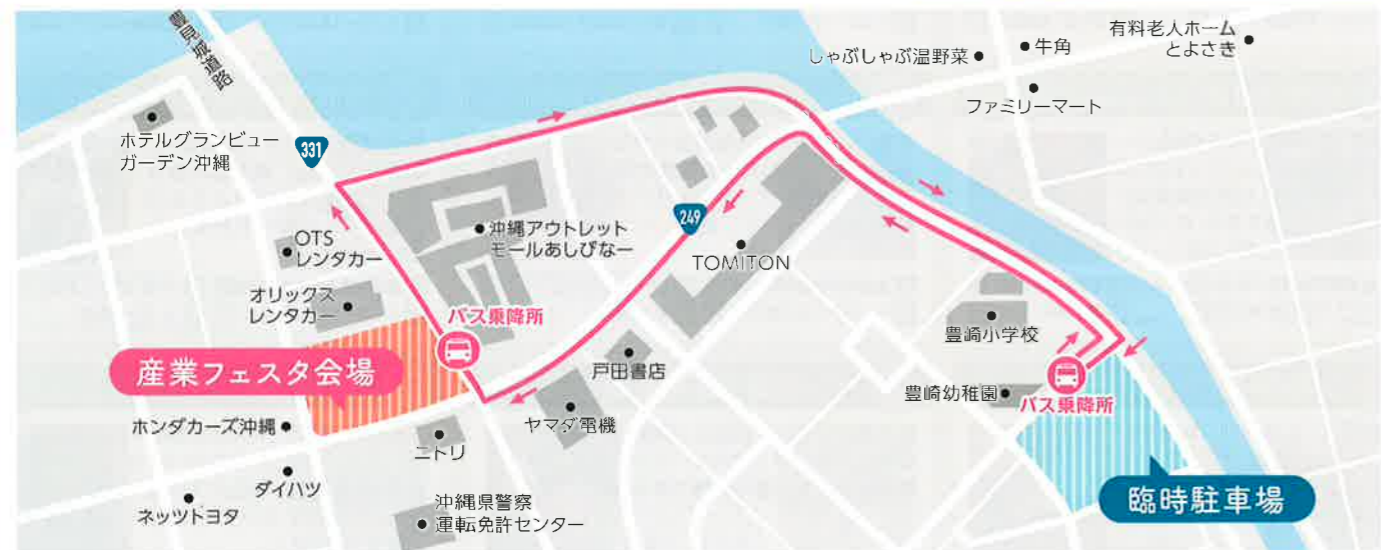 豊見城道路
有料老人ホーム
とよさき
牛角
しゃぶしゃぶ温野菜
ファミリーマート
ホテルグランビュー
ガーデン沖縄
331
249
沖縄アウトレット
モールあしびなー
OTS
レンタカー
TOMITON
オリックス
レンタカー
バス乗降所
豊崎小学校
産業フェスタ会場
戸田書店
豊崎幼稚園
バス乗降所
ホンダカーズ沖縄
ヤマダ電機
ニトリ
ダイハツ
ネッツトヨタ
沖縄県警察
運転免許センター
臨時駐車場